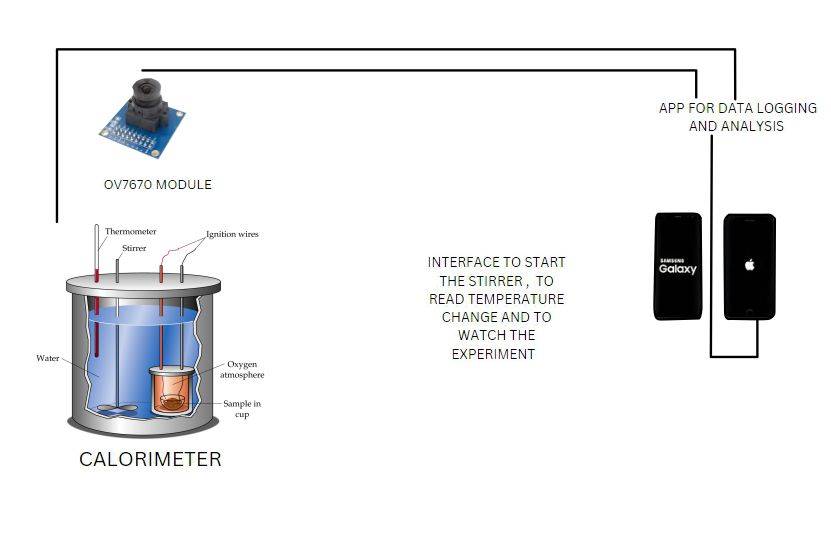 APP FOR DATA LOGGING
AND ANALYSIS
OV7670 MODULE
Thermometer
Stirrer
Ignition wires
INTERFACE TO START
THE STIRRER , TO
READ TEMPERATURE
CHANGE AND TO
WATCH THE
EXPERIMENT
SAMSUNG
Galaxy
Water
Oxygen
atmosphere
Sample in
cup
CALORIMETER